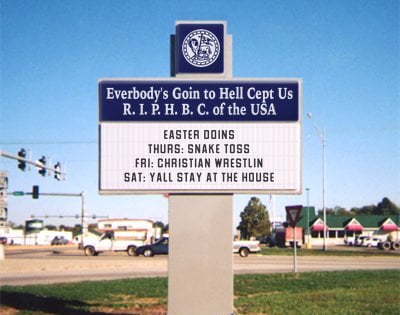 Everbody's Goin to Hell Cept Us
R. I. P. H. B. C. of the USA
EASTER DOINS
THURS: SNAKE TOSS
FRI: CHRISTIAN WRESTLIN
SAT: YALL STAY AT THE HOUSE